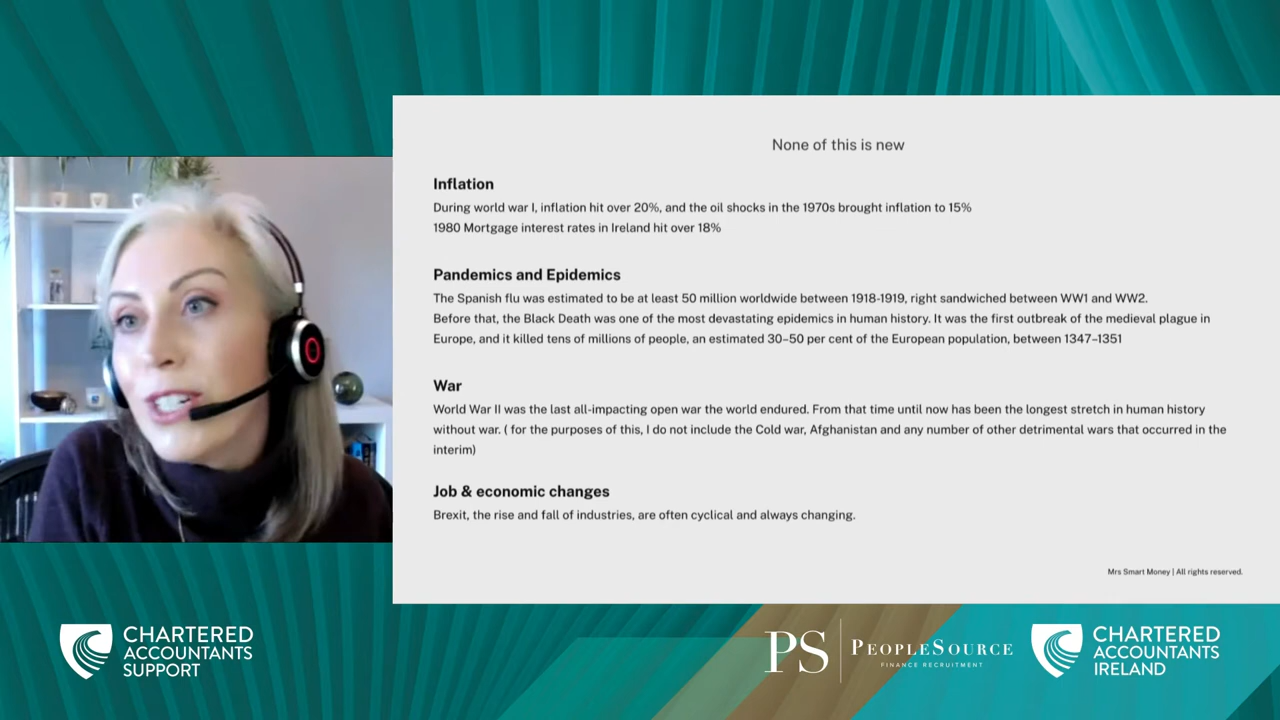 None of this is new
Inflation
During world war I, inflation hit over 20%, and the oil shocks in the 1970s brought inflation to 15%
1980 Mortgage interest rates in Ireland hit over 18%
Pandemics and Epidemics
The Spanish flu was estimated to be at least 50 million worldwide between 1918-1919, right sandwiched between WW1 and WW2.
Before that, the Black Death was one of the most devastating epidemics in human history. It was the first outbreak of the medieval plague in
Europe, and it killed tens of millions of people, an estimated 30–50 per cent of the European population, between 1347–1351
War
World War II was the last all-impacting open war the world endured. From that time until now has been the longest stretch in human history
without war. ( for the purposes of this, I do not include the Cold war, Afghanistan and any number of other detrimental wars that occurred in the
interim)
Job & economic changes
Brexit, the rise and fall of industries, are often cyclical and always changing.
Mrs Smart Money | All rights reserved.
CHARTERED
ACCOUNTANTS
SUPPORT
PS
PEOPLESOURCE
FINANCE RECRUITMENT
CHARTERED
ACCOUNTANTS
IRELAND